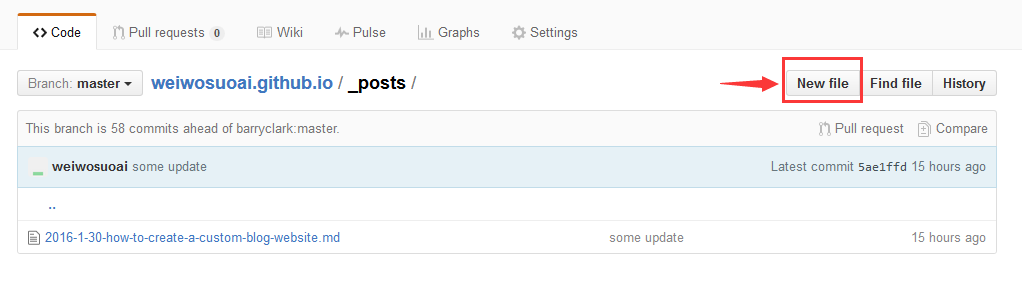 Code Pull requests 0 Wiki Pulse Graphs Settings
Branch: master weiwosuoai.github.io / _posts / New file Find file History
This branch is 58 commits ahead of barryclark:master. Pull request Compare
weiwosuoai some update Latest commit 5ae1ffd 15 hours ago
..
2016-1-30-how-to-create-a-custom-blog-website.md some update 15 hours ago